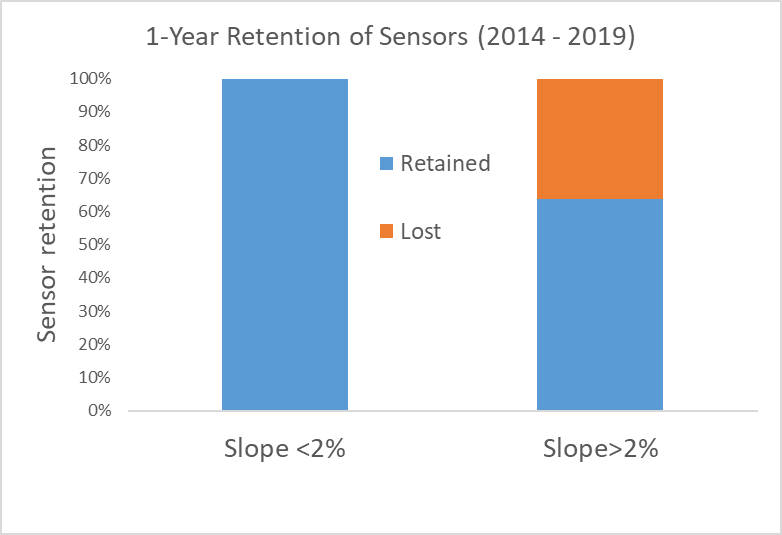 1-Year Retention of Sensors (2014 - 2019)
100%
90%
80%
70%
60%
50%
40%
30%
20%
10%
0%
Sensor retention
Retained
Lost
Slope <2%
Slope>2%